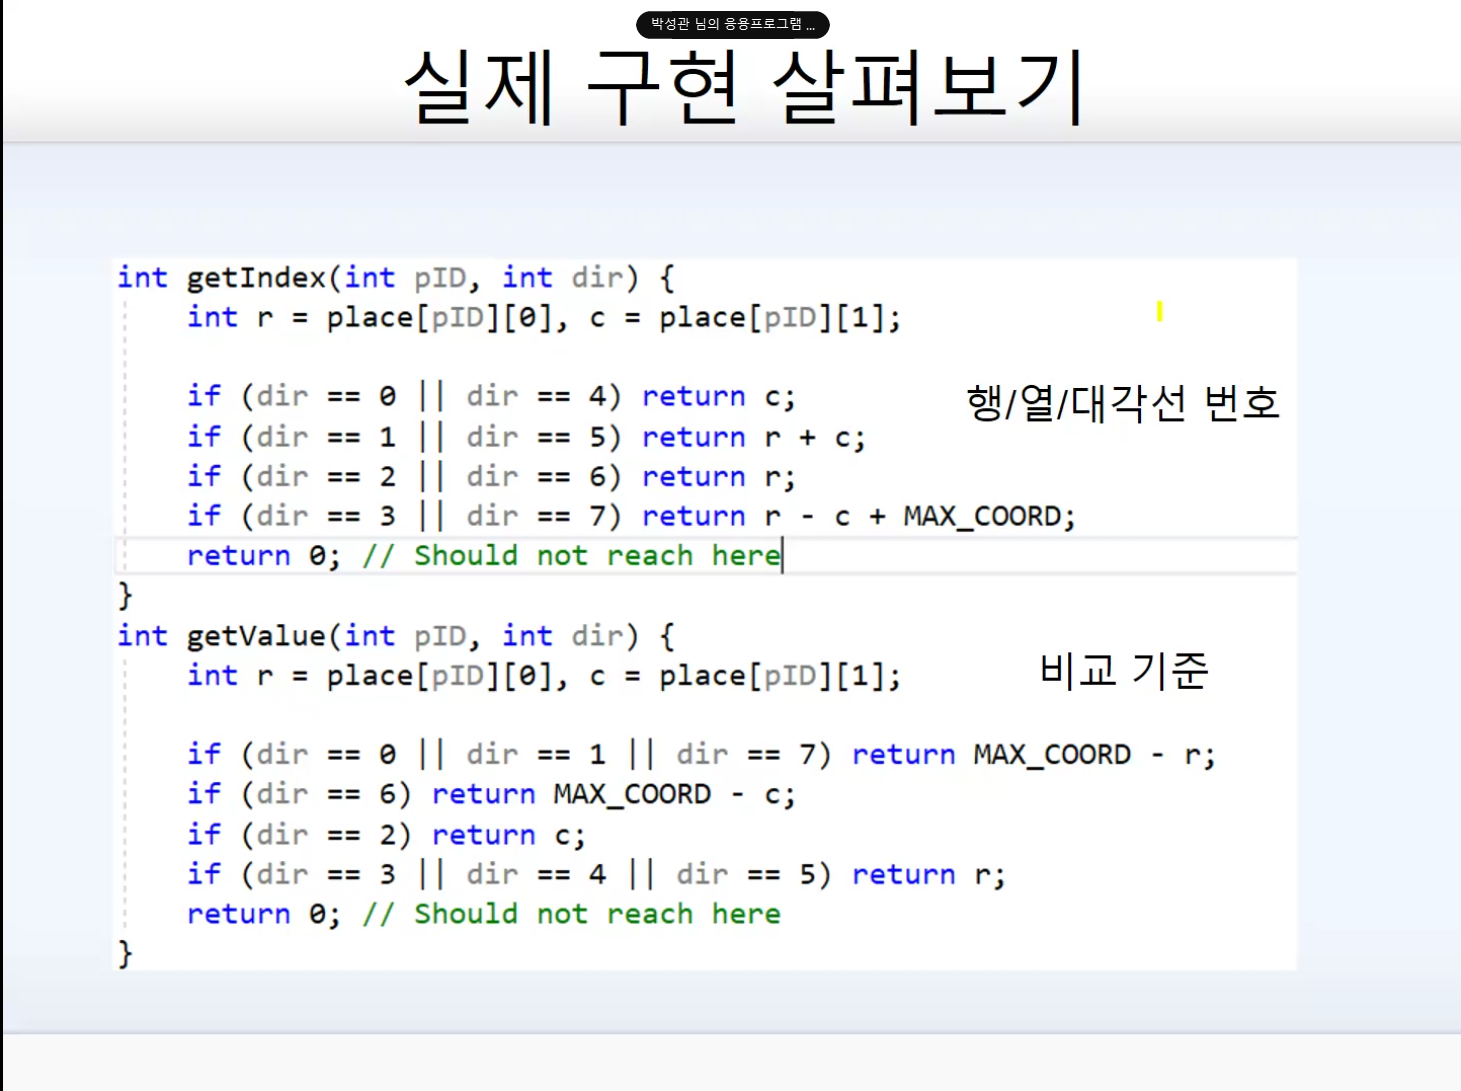 박성관 님의 응용프로그램 ...
실제 구현 살펴보기
int getIndex(int pID, int dir) {
int r = place[pID][0], c = place[pID][1];
if (dir == 0 || dir == 4) return c;
행/열/대각선 번호
if (dir == 1 || dir == 5) return r + c;
if (dir == 2 || dir == 6) return r;
if (dir == 3 || dir == 7) return r - c + MAX_COORD;
return 0; // Should not reach here
}
int getValue(int pID, int dir) {
int r = place[pID][0], c = place[pID][1];
비교 기준
if (dir == 0 || dir == 1 || dir == 7) return MAX_COORD - r;
if (dir == 6) return MAX_COORD - c;
if (dir == 2) return c;
if (dir == 3 || dir == 4 || dir == 5) return r;
return 0; // Should not reach here
}